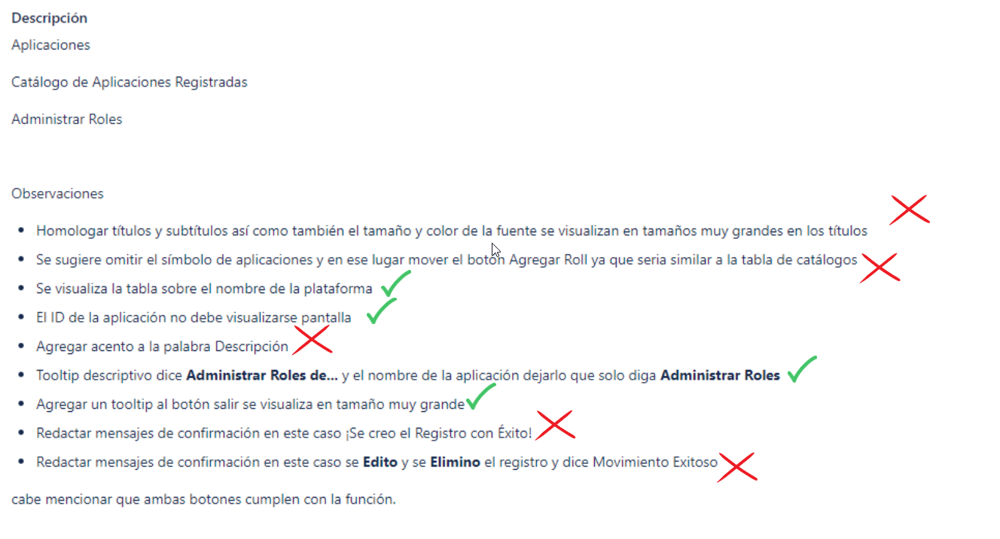 Descripción
Aplicaciones
Catálogo de Aplicaciones Registradas
Administrar Roles
Observaciones
• Homologar títulos y subtítulos así como también el tamaño y color de la fuente se visualizan en tamaños muy grandes en los títulos
• Se sugiere omitir el símbolo de aplicaciones y en ese lugar mover el botón Agregar Roll ya que seria similar a la tabla de catálogos
• Se visualiza la tabla sobre el nombre de la plataforma
• El ID de la aplicación no debe visualizarse pantalla
• Agregar acento a la palabra Descripción
• Tooltip descriptivo dice Administrar Roles de... y el nombre de la aplicación dejarlo que solo diga Administrar Roles
• Agregar un tooltip al botón salir se visualiza en tamaño muy grande
• Redactar mensajes de confirmación en este caso ¡Se creo el Registro con Éxito!
• Redactar mensajes de confirmación en este caso se Edito y se Elimino el registro y dice Movimiento Exitoso
cabe mencionar que ambas botones cumplen con la función.